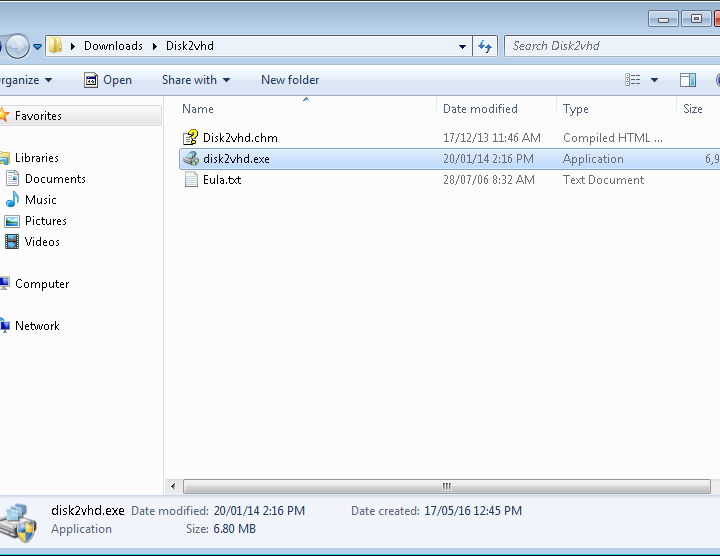 Downloads Disk2vhd Search Disk2vhd
rganize Open Share with New folder
Name Date modified Type Size
Favorites
Disk2vhd.chm 17/12/13 11:46 AM Compiled HTML ...
Libraries disk2vhd.exe 20/01/14 2:16 PM Application 6,9
Documents Eula.txt 28/07/06 8:32 AM Text Document
Music
Pictures
Videos
Computer
Network
disk2vhd.exe Date modified: 20/01/14 2:16 PM Date created: 17/05/16 12:45 PM
Application Size: 6.80 MB